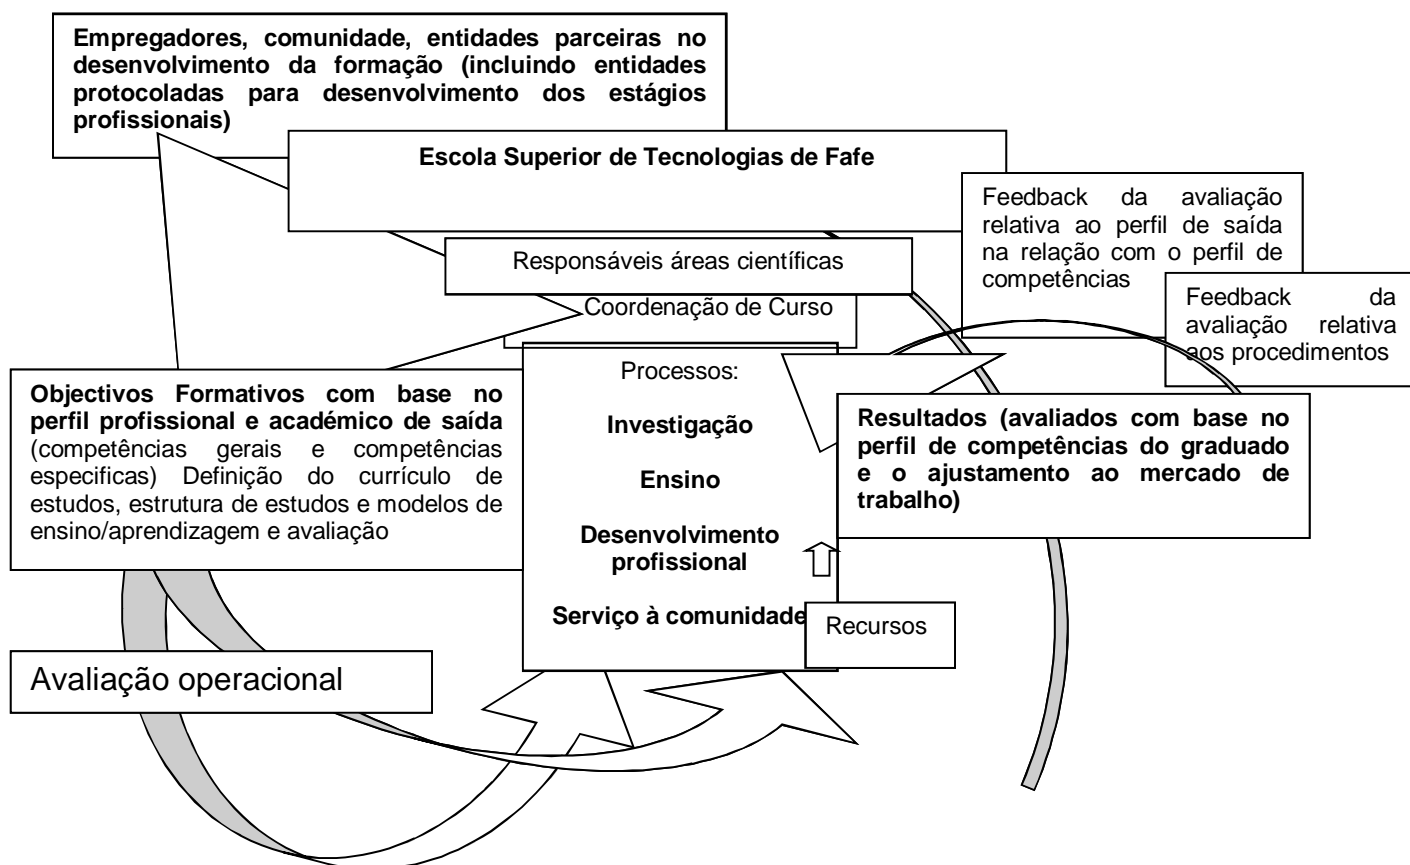 Empregadores, comunidade, entidades parceiras no
desenvolvimento da formação (incluindo entidades
protocoladas para desenvolvimento dos estágios
profissionais)
Escola Superior de Tecnologias de Fafe
Feedback da avaliação
relativa ao perfil de saída
na relação com o perfil de
competências
Responsáveis áreas científicas
Feedback da
avaliação relativa
aos procedimentos
Coordenação de Curso
Objectivos Formativos com base no
perfil profissional e académico de saída
(competências gerais e competências
especificas) Definição do currículo de
estudos, estrutura de estudos e modelos de
ensino/aprendizagem e avaliação
Processos:
Investigação
Ensino
Desenvolvimento
profissional
Serviço à comunidade
Resultados (avaliados com base no
perfil de competências do graduado
e o ajustamento ao mercado de
trabalho)
Recursos
Avaliação operacional